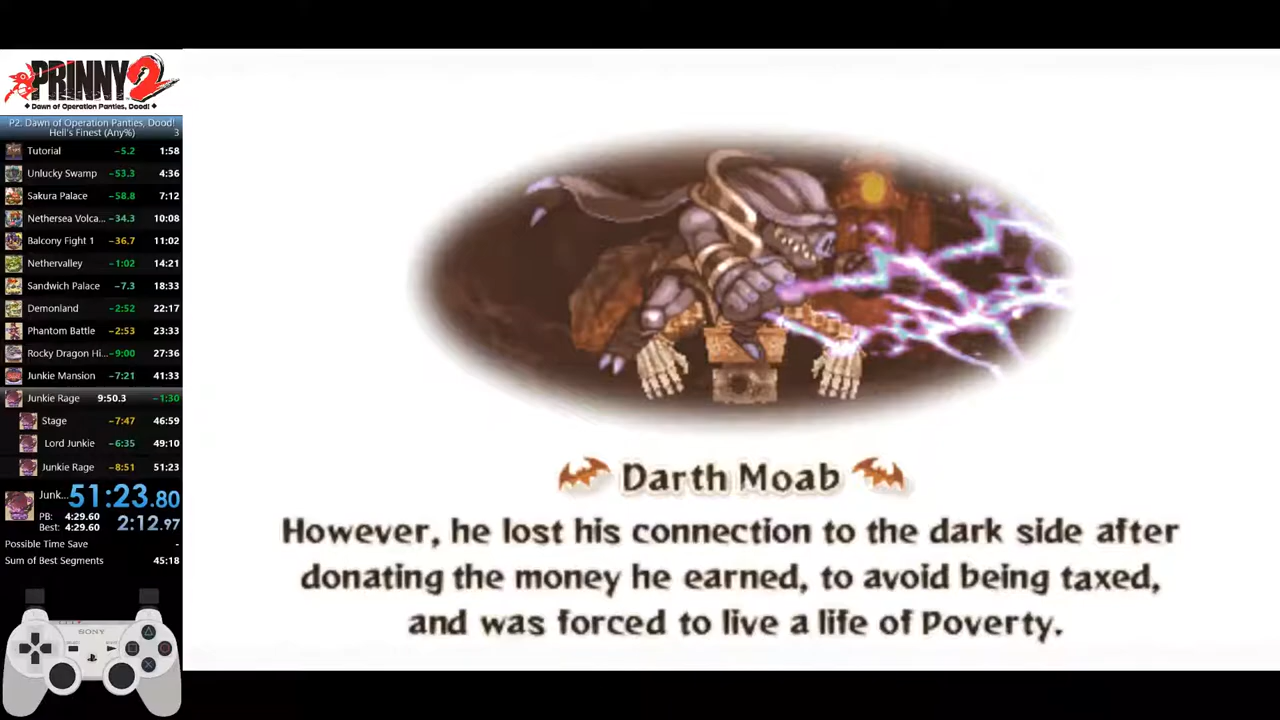 PRINNY 2
Dawn of Operation Panties, Dood!
P2: Dawn of Operation Panties, Dood!
Hell's Finest (Any%) 3
Tutorial -5.2 1:58
Unlucky Swamp -53.3 4:36
Sakura Palace -58.8 7:12
Nethersea Volca... -34.3 10:08
Balcony Fight 1 -36.7 11:02
Nethervalley -1:02 14:21
Sandwich Palace -7.3 18:33
Demonland -2:52 22:17
Phantom Battle -2:53 23:33
Rocky Dragon Hi... -9:00 27:36
Junkie Mansion -7:21 41:33
Junkie Rage 9:50.3 -1:30
Stage -7:47 46:59
Lord Junkie -6:35 49:10
Junkie Rage -8:51 51:23
Junk... 51:23.80
PB: 4:29.60
Best: 4:29.60 2:12.97
Possible Time Save -
Sum of Best Segments 45:18
SONY
Darth Moab
However, he lost his connection to the dark side after
donating the money he earned, to avoid being taxed,
and was forced to live a life of Poverty.